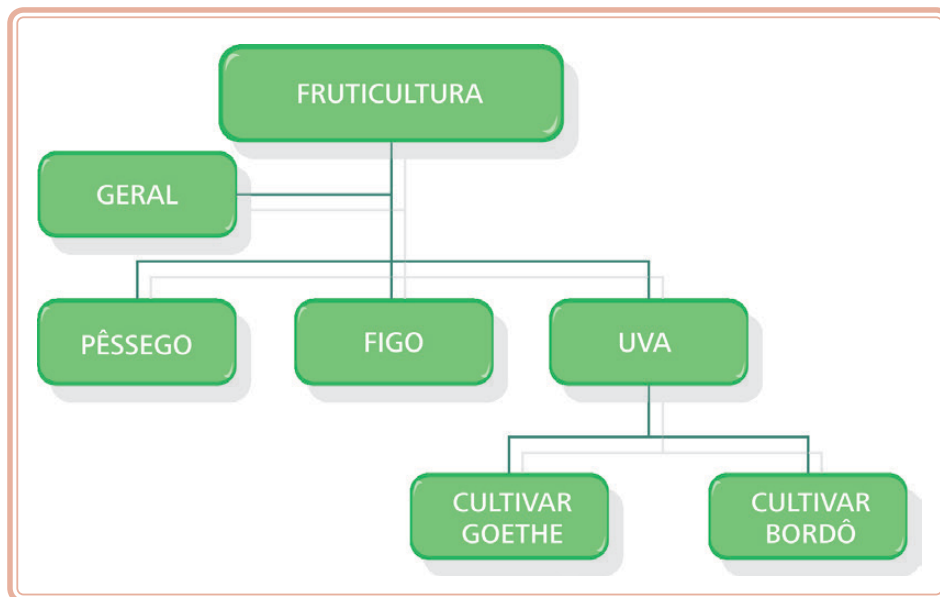 FRUTICULTURA
GERAL
PÊSSEGO
FIGO
UVA
CULTIVAR
GOETHE
CULTIVAR
BORDÔ